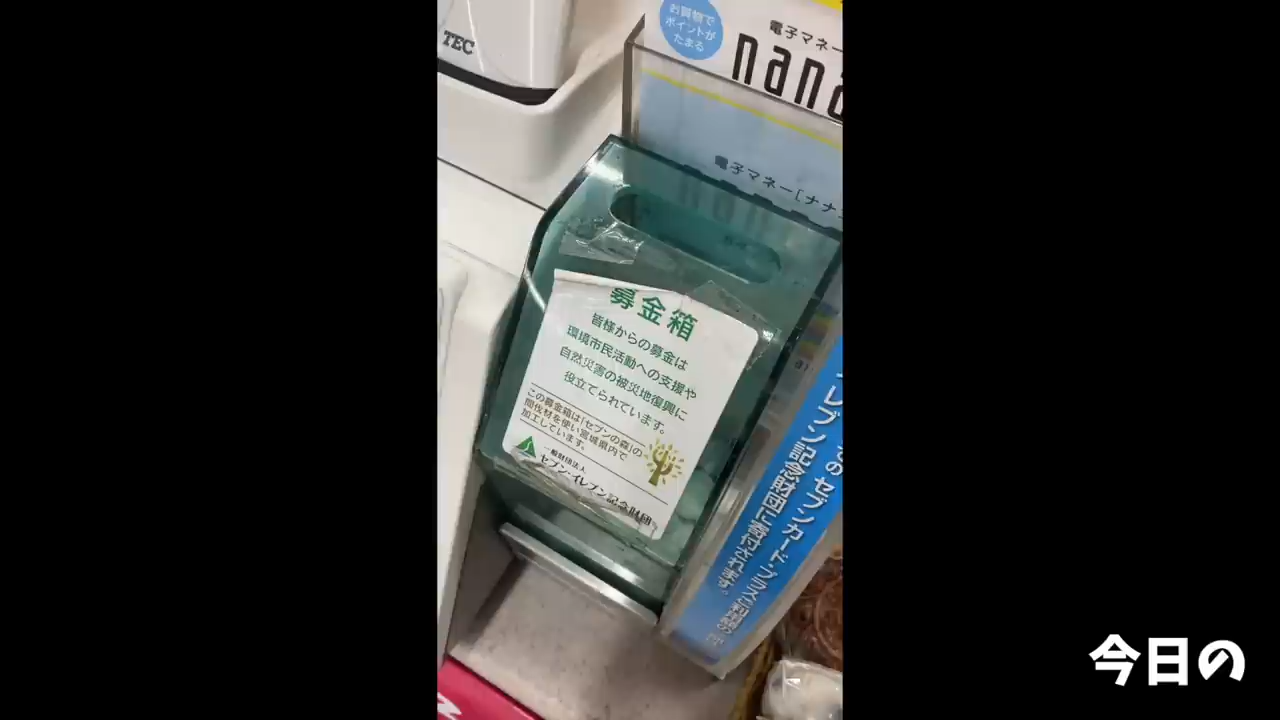 TEC
お買物で
ポイントが
たまる
電子マネー
nana
電子マネー[ナナ
募金箱
皆様からの募金は
環境市民活動への支援や
自然災害の被災地復興に
役立てられています。
この募金箱は「セブンの森」の
間伐材を使い宮城県内で
加工しています。
一般財団法人
セブン-イレブン記念財団
レブン記念財団に寄付されます。
セブンカード・プラス
今日の